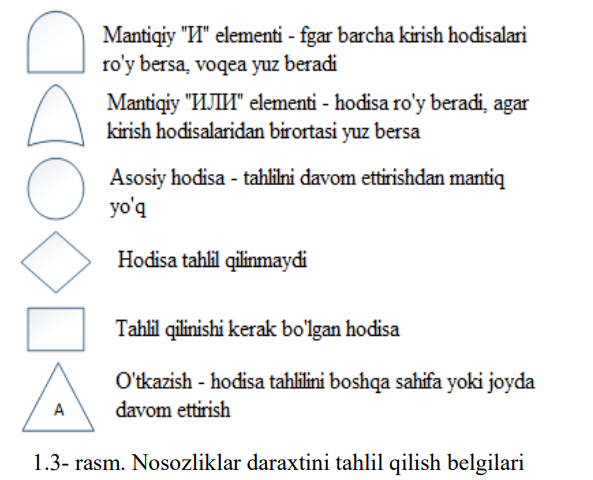 Mantiqiy "И" elementi - fgar barcha kirish hodisalari
ro'y bersa, voqea yuz beradi
Mantiqiy "ИЛИ" elementi - hodisa ro'y beradi, agar
kirish hodisalaridan birortasi yuz bersa
Asosiy hodisa - tahlilni davom ettirishdan mantiq
yo'q
Hodisa tahlil qilinmaydi
Tahlil qilinishi kerak bo'lgan hodisa
O'tkazish - hodisa tahlilini boshqa sahifa yoki joyda
davom ettirish
A
1.3- rasm. Nosozliklar daraxtini tahlil qilish belgilari